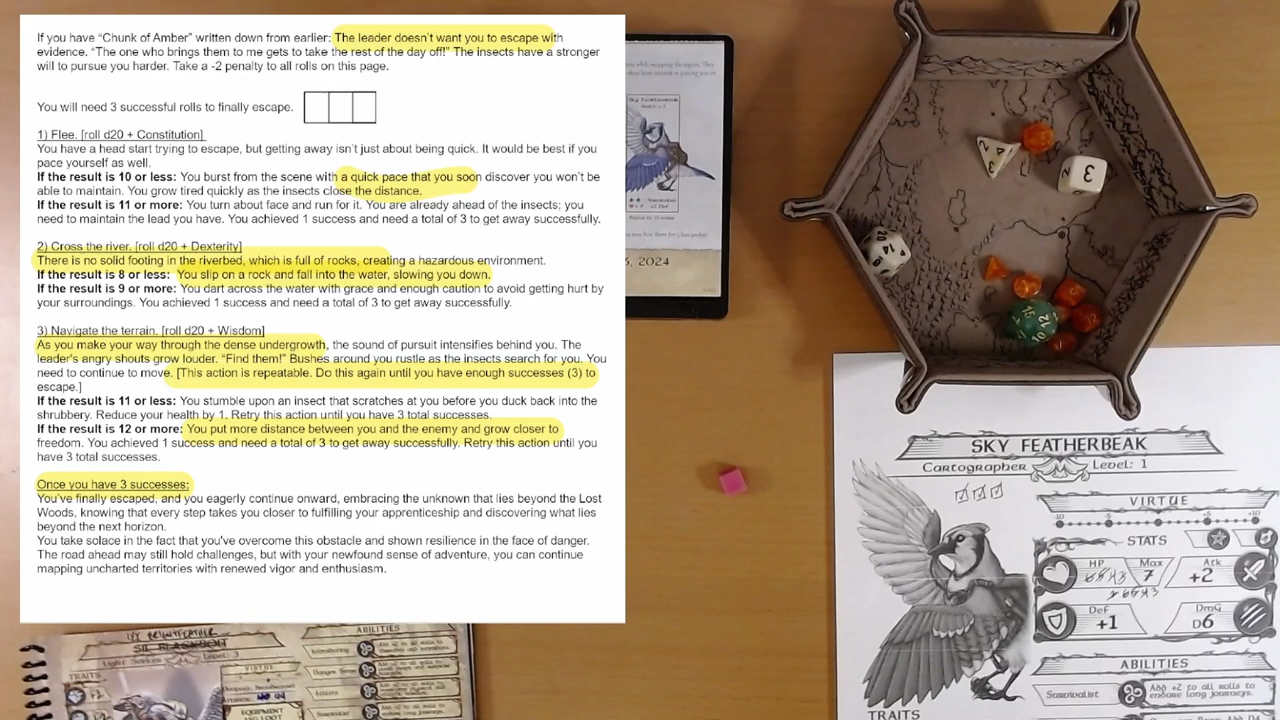 If you have “Chunk of Amber” written down from earlier: The leader doesn’t want you to escape with
evidence. “The one who brings them to me gets to take the rest of the day off!” The insects have a stronger
will to pursue you harder. Take a -2 penalty to all rolls on this page.
You will need 3 successful rolls to finally escape.
1) Flee. [roll d20 + Constitution]
You have a head start trying to escape, but getting away isn’t just about being quick. It would be best if you
pace yourself as well.
If the result is 10 or less: You burst from the scene with a quick pace that you soon discover you won’t be
able to maintain. You grow tired quickly as the insects close the distance.
If the result is 11 or more: You turn about face and run for it. You are already ahead of the insects; you
need to maintain the lead you have. You achieved 1 success and need a total of 3 to get away successfully.
2) Cross the river. [roll d20 + Dexterity]
There is no solid footing in the riverbed, which is full of rocks, creating a hazardous environment.
If the result is 8 or less: You slip on a rock and fall into the water, slowing you down.
If the result is 9 or more: You dart across the water with grace and enough caution to avoid getting hurt by
your surroundings. You achieved 1 success and need a total of 3 to get away successfully.
3) Navigate the terrain. [roll d20 + Wisdom]
As you make your way through the dense undergrowth, the sound of pursuit intensifies behind you. The
leader's angry shouts grow louder. “Find them!” Bushes around you rustle as the insects search for you. You
need to continue to move. [This action is repeatable. Do this again until you have enough successes (3) to
escape.]
If the result is 11 or less: You stumble upon an insect that scratches at you before you duck back into the
shrubbery. Reduce your health by 1. Retry this action until you have 3 total successes.
If the result is 12 or more: You put more distance between you and the enemy and grow closer to
freedom. You achieved 1 success and need a total of 3 to get away successfully. Retry this action until you
have 3 total successes.
Once you have 3 successes:
You’ve finally escaped, and you eagerly continue onward, embracing the unknown that lies beyond the Lost
Woods, knowing that every step takes you closer to fulfilling your apprenticeship and discovering what lies
beyond the next horizon.
You take solace in the fact that you've overcome this obstacle and shown resilience in the face of danger.
The road ahead may still hold challenges, but with your newfound sense of adventure, you can continue
mapping uncharted territories with renewed vigor and enthusiasm.
Sky Featherbeak
2024
SKY FEATHERBEAK
Cartographer Level: 1
VIRTUE
-10 -5 +5 +10
STATS
HP Max 7 Atk +2
Def +1 DMG D6
ABILITIES
Survivalist Add +2 to all rolls to endure long journeys.
TRAITS
Level: 3
TRAITS
VIRTUE
ABILITIES
Survivalist